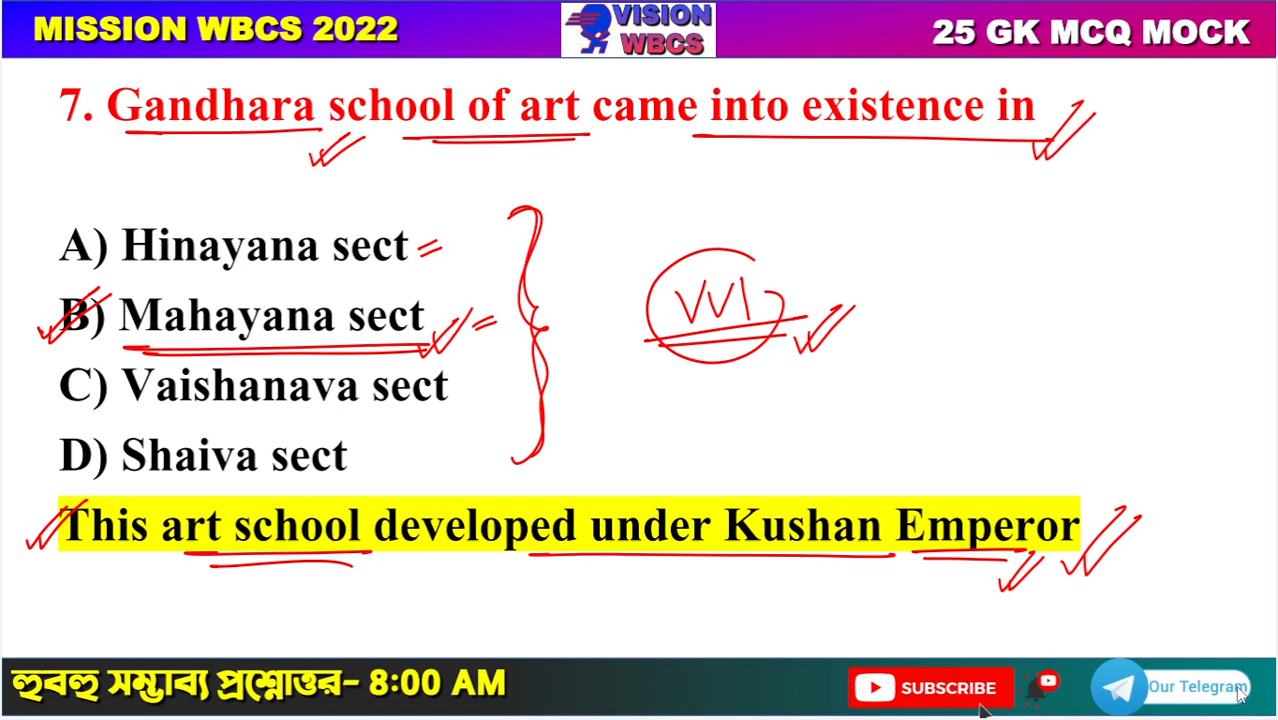 MISSION WBCS 2022
VISION
WBCS
25 GK MCQ MOCK
7. Gandhara school of art came into existence in
A) Hinayana sect
B) Mahayana sect
C) Vaishanava sect
D) Shaiva sect
VVI
This art school developed under Kushan Emperor
হুবহু সম্ভাব্য প্রশ্নোত্তর- 8:00 AM
SUBSCRIBE
Our Telegram